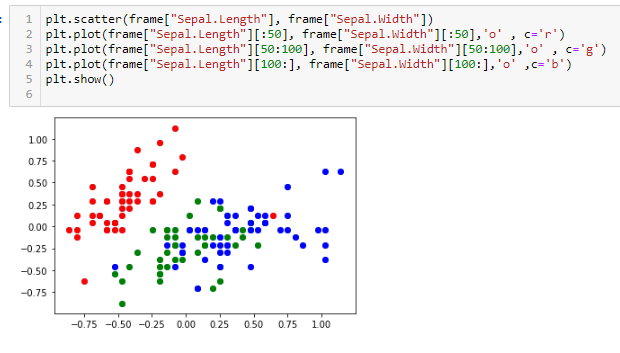 :
1 plt.scatter(frame["Sepal.Length"], frame["Sepal.Width"])
2 plt.plot(frame["Sepal.Length"][:50], frame["Sepal.Width"][:50],'o' , c='r')
3 plt.plot(frame["Sepal.Length"][50:100], frame["Sepal.Width"][50:100],'o' , c='g')
4 plt.plot(frame["Sepal.Length"][100:], frame["Sepal.Width"][100:],'o' ,c='b')
5 plt.show()
6
1.00
0.75
0.50
0.25
0.00
−0.25
−0.50
−0.75
−0.75 −0.50 −0.25 0.00 0.25 0.50 0.75 1.00